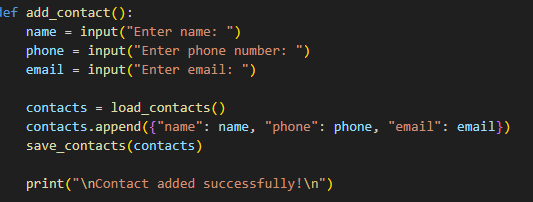 def add_contact():
    name = input("Enter name: ")
    phone = input("Enter phone number: ")
    email = input("Enter email: ")

    contacts = load_contacts()
    contacts.append({"name": name, "phone": phone, "email": email})
    save_contacts(contacts)

    print("\nContact added successfully!\n")